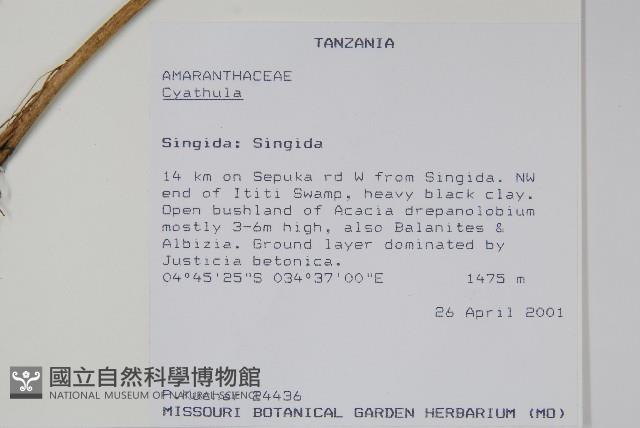 TANZANIA
AMARANTHACEAE
Cyathula
Singida: Singida
14 km on Sepuka rd W from Singida. NW
end of Ititi Swamp, heavy black clay.
Open bushland of Acacia drepanolobium
mostly 3-6m high, also Balanites &
Albizia. Ground layer dominated by
Justicia betonica.
04°45'25"S 034°37'00"E 1475 m
26 April 2001
國立自然科學博物館
NATIONAL MUSEUM OF NATURAL SCIENCE
24436
MISSOURI BOTANICAL GARDEN HERBARIUM (MO)